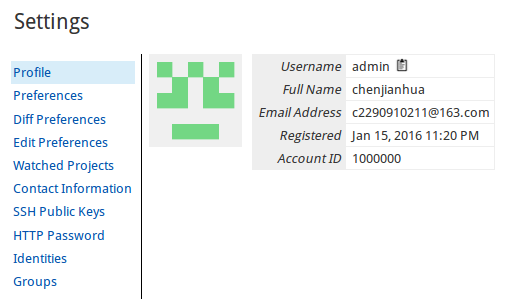 Settings
Profile
Preferences
Diff Preferences
Edit Preferences
Watched Projects
Contact Information
SSH Public Keys
HTTP Password
Identities
Groups
Username admin
Full Name chenjianhua
Email Address c2290910211@163.com
Registered Jan 15, 2016 11:20 PM
Account ID 1000000